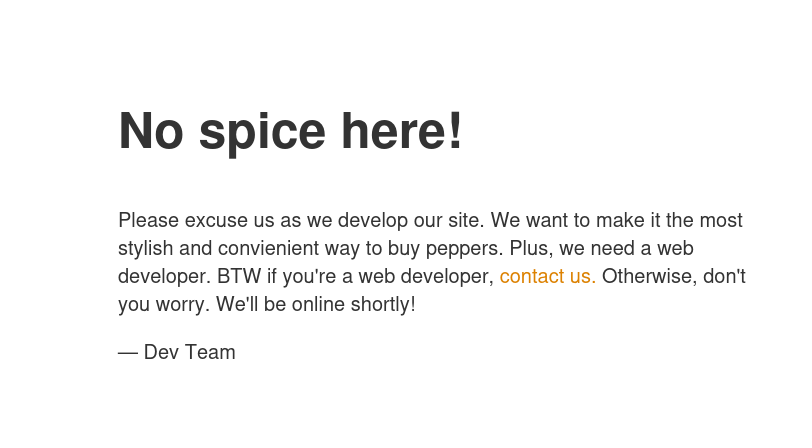 No spice here!
Please excuse us as we develop our site. We want to make it the most
stylish and convienient way to buy peppers. Plus, we need a web
developer. BTW if you're a web developer, contact us. Otherwise, don't
you worry. We'll be online shortly!
— Dev Team